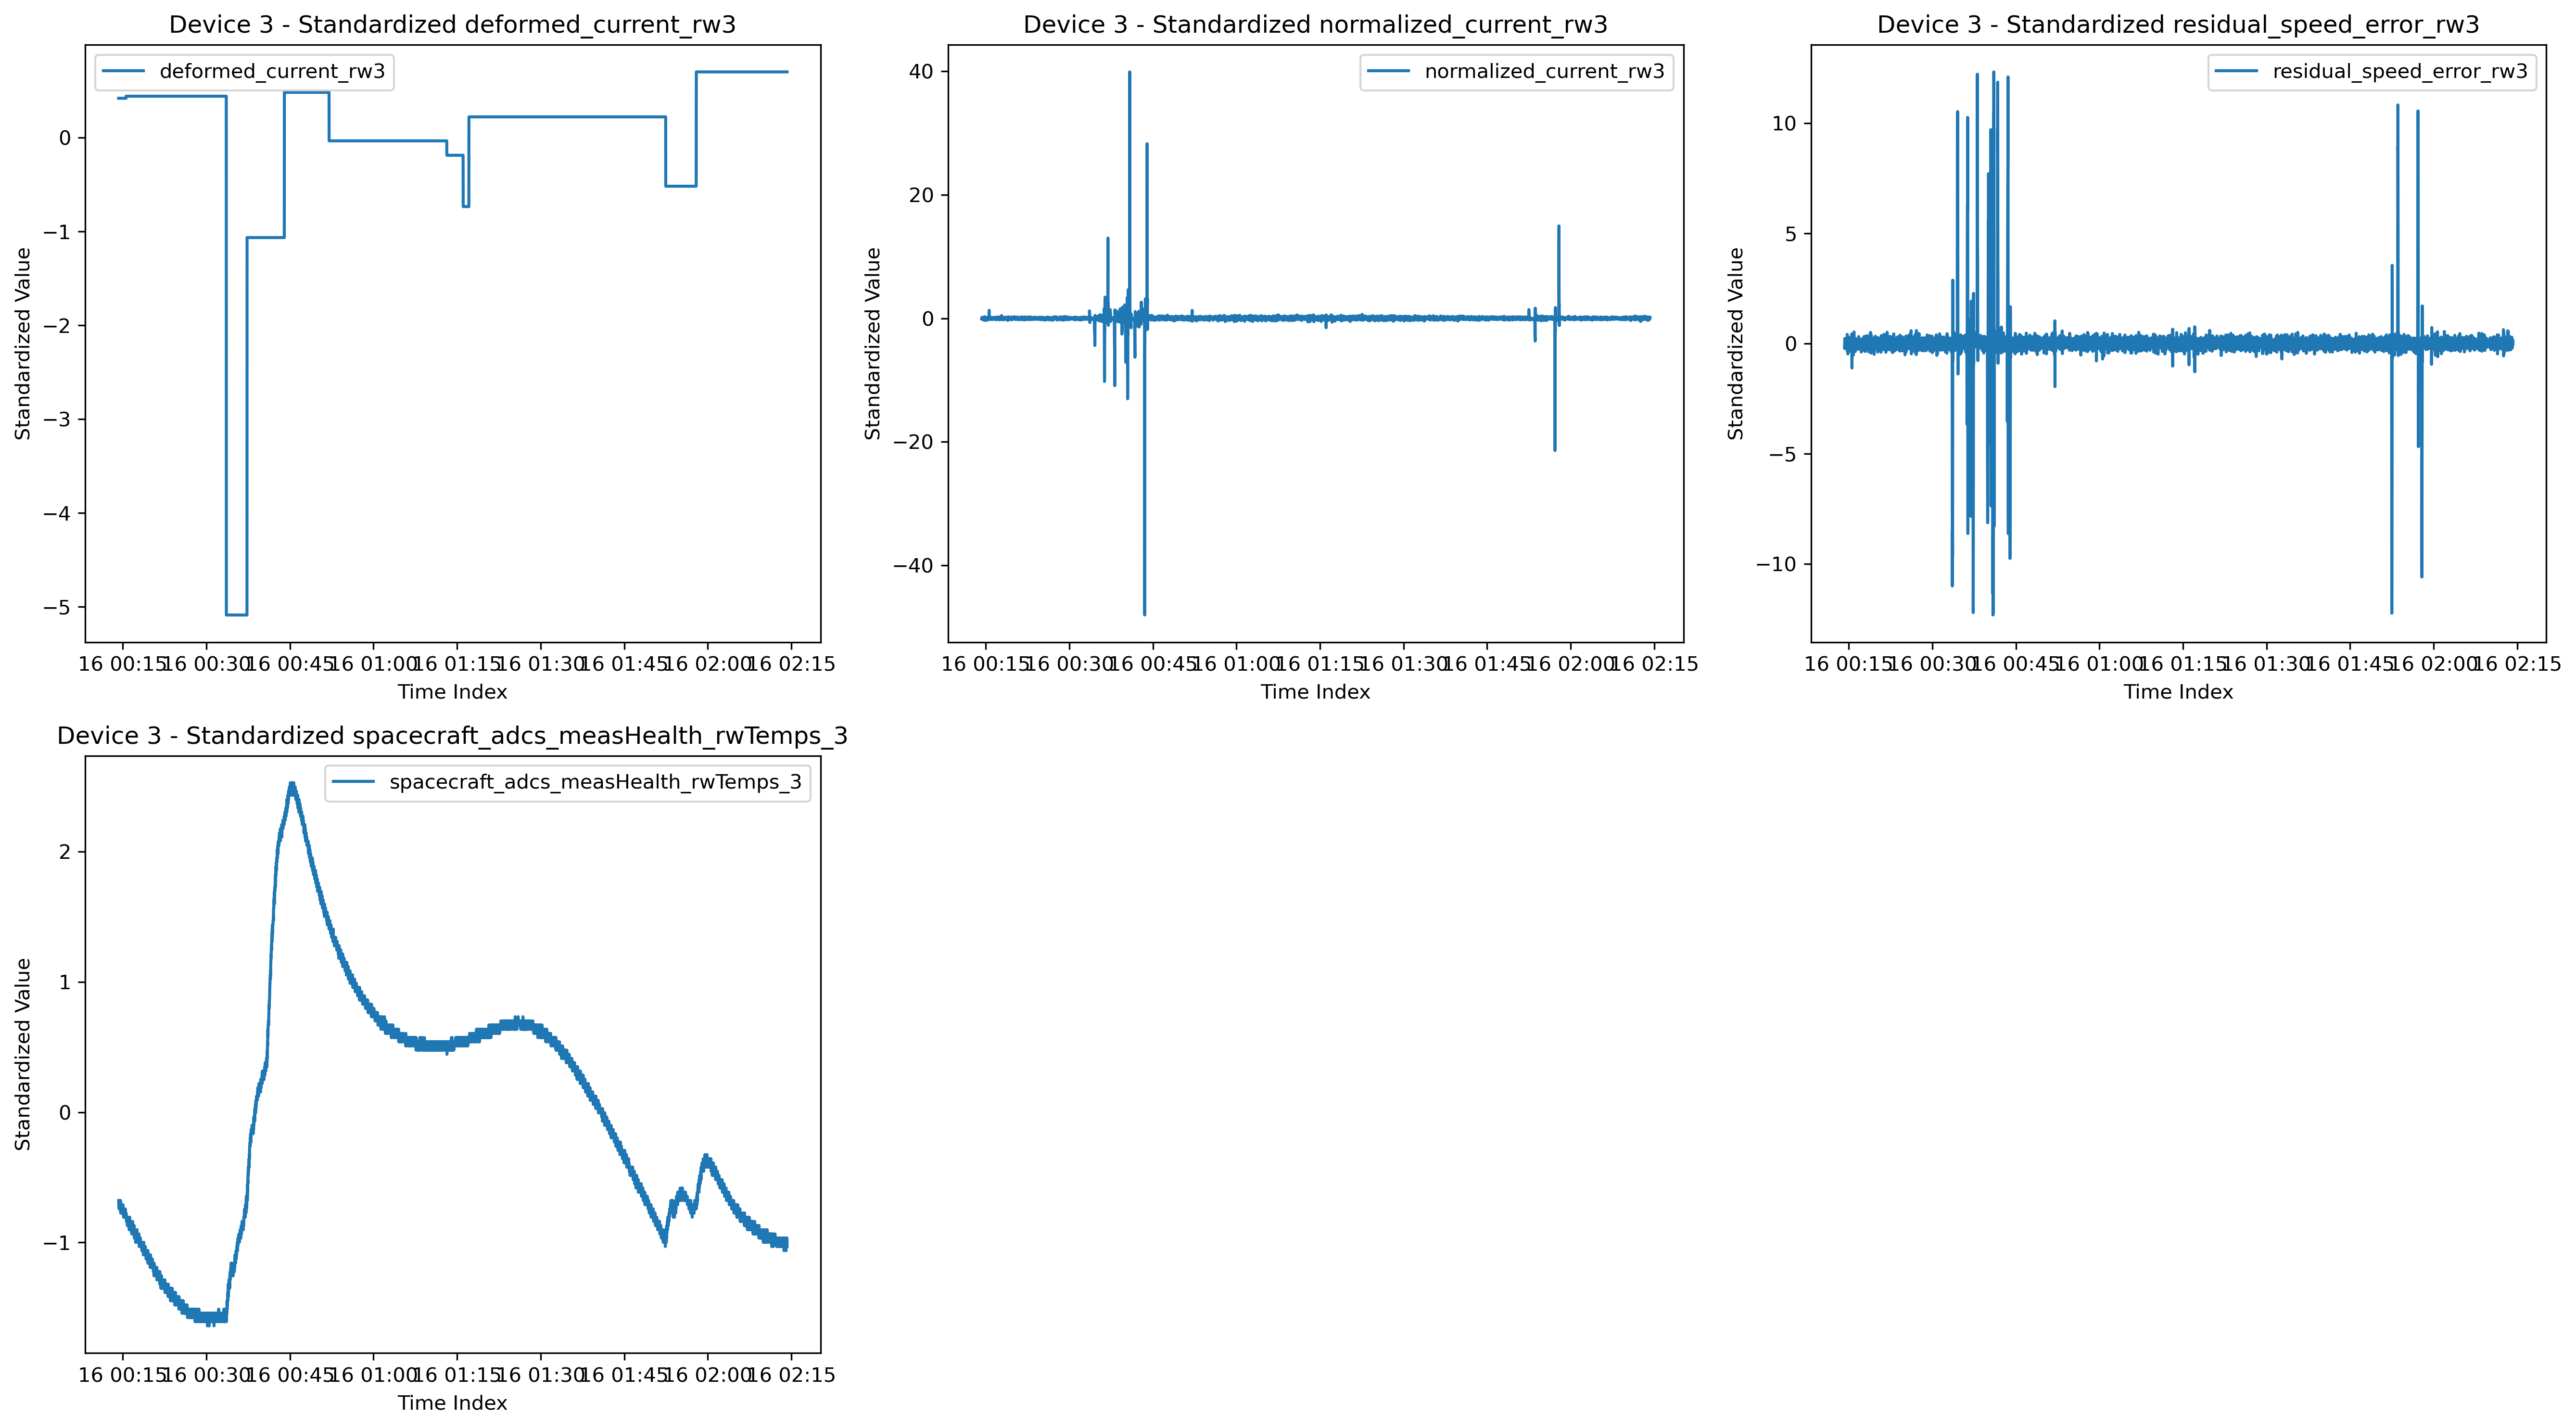 Device 3 - Standardized deformed_current_rw3
deformed_current_rw3
Standardized Value
0
−1
−2
−3
−4
−5
16 00:15 16 00:30 16 00:45 16 01:00 16 01:15 16 01:30 16 01:45 16 02:00 16 02:15
Time Index
Device 3 - Standardized normalized_current_rw3
normalized_current_rw3
Standardized Value
40
20
0
−20
−40
16 00:15 16 00:30 16 00:45 16 01:00 16 01:15 16 01:30 16 01:45 16 02:00 16 02:15
Time Index
Device 3 - Standardized residual_speed_error_rw3
residual_speed_error_rw3
Standardized Value
10
5
0
−5
−10
16 00:15 16 00:30 16 00:45 16 01:00 16 01:15 16 01:30 16 01:45 16 02:00 16 02:15
Time Index
Device 3 - Standardized spacecraft_adcs_measHealth_rwTemps_3
spacecraft_adcs_measHealth_rwTemps_3
Standardized Value
2
1
0
−1
16 00:15 16 00:30 16 00:45 16 01:00 16 01:15 16 01:30 16 01:45 16 02:00 16 02:15
Time Index